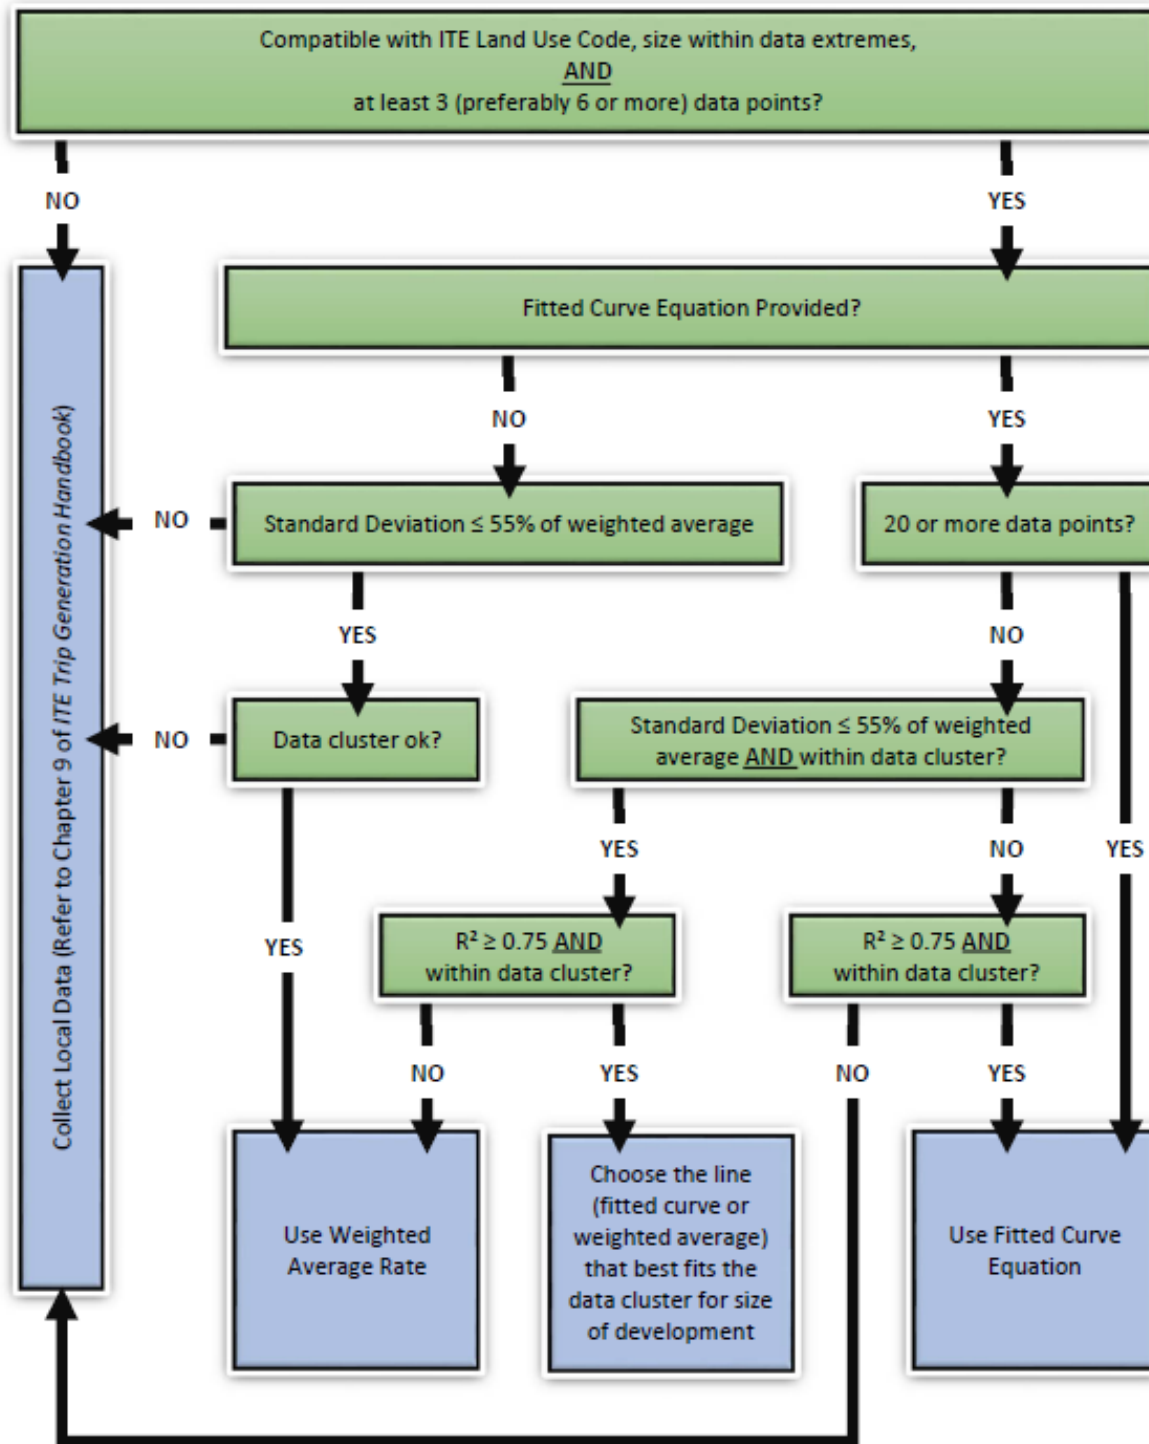 Compatible with ITE Land Use Code, size within data extremes,
AND
at least 3 (preferably 6 or more) data points?
NO
YES
Fitted Curve Equation Provided?
Collect Local Data (Refer to Chapter 9 of ITE Trip Generation Handbook)
NO
YES
NO
Standard Deviation ≤ 55% of weighted average
20 or more data points?
YES
NO
NO
Data cluster ok?
Standard Deviation ≤ 55% of weighted
average AND within data cluster?
YES
NO
YES
YES
R² ≥ 0.75 AND
within data cluster?
R² ≥ 0.75 AND
within data cluster?
NO
YES
NO
YES
Use Weighted
Average Rate
Choose the line
(fitted curve or
weighted average)
that best fits the
data cluster for size
of development
Use Fitted Curve
Equation